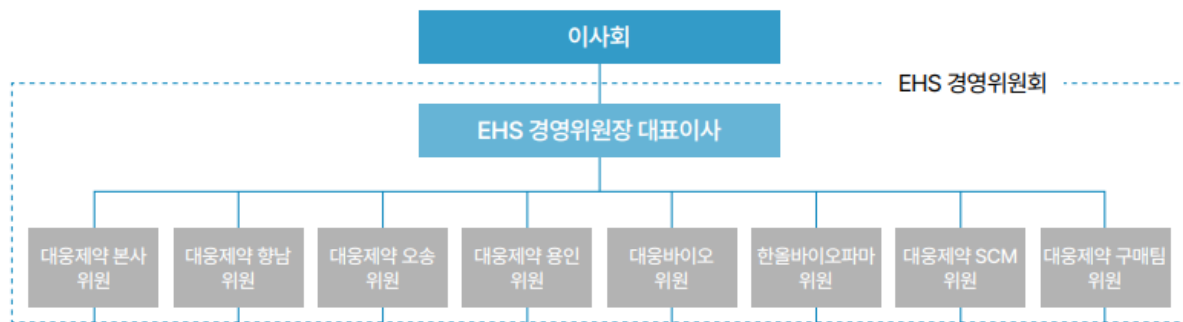 이사회
EHS 경영위원회
EHS 경영위원장 대표이사
대웅제약 본사
위원
대웅제약 향남
위원
대웅제약 오송
위원
대웅제약 용인
위원
대웅바이오
위원
한올바이오파마
위원
대웅제약 SCM
위원
대웅제약 구매팀
위원